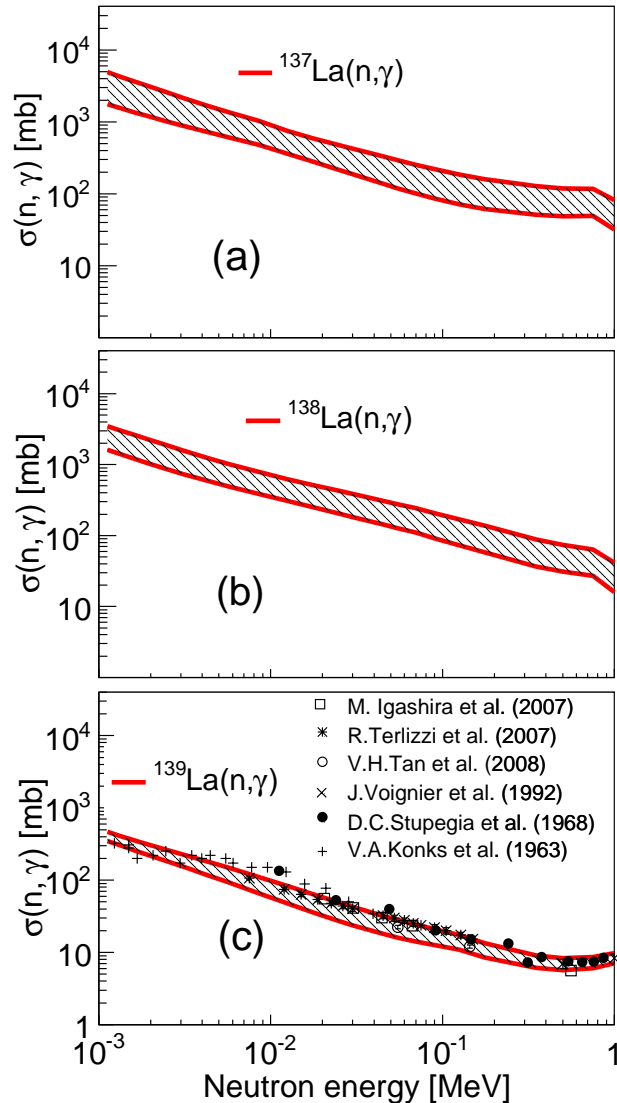 10⁴
10³
10²
10
σ(n, γ) [mb]
¹³⁷La(n,γ)
(a)
10⁴
10³
10²
10
σ(n, γ) [mb]
¹³⁸La(n,γ)
(b)
10⁴
10³
10²
10
1
σ(n, γ) [mb]
¹³⁹La(n,γ)
M. Igashira et al. (2007)
R.Terlizzi et al. (2007)
V.H.Tan et al. (2008)
J.Voignier et al. (1992)
D.C.Stupegia et al. (1968)
V.A.Konks et al. (1963)
(c)
10⁻³ 10⁻² 10⁻¹ 1
Neutron energy [MeV]